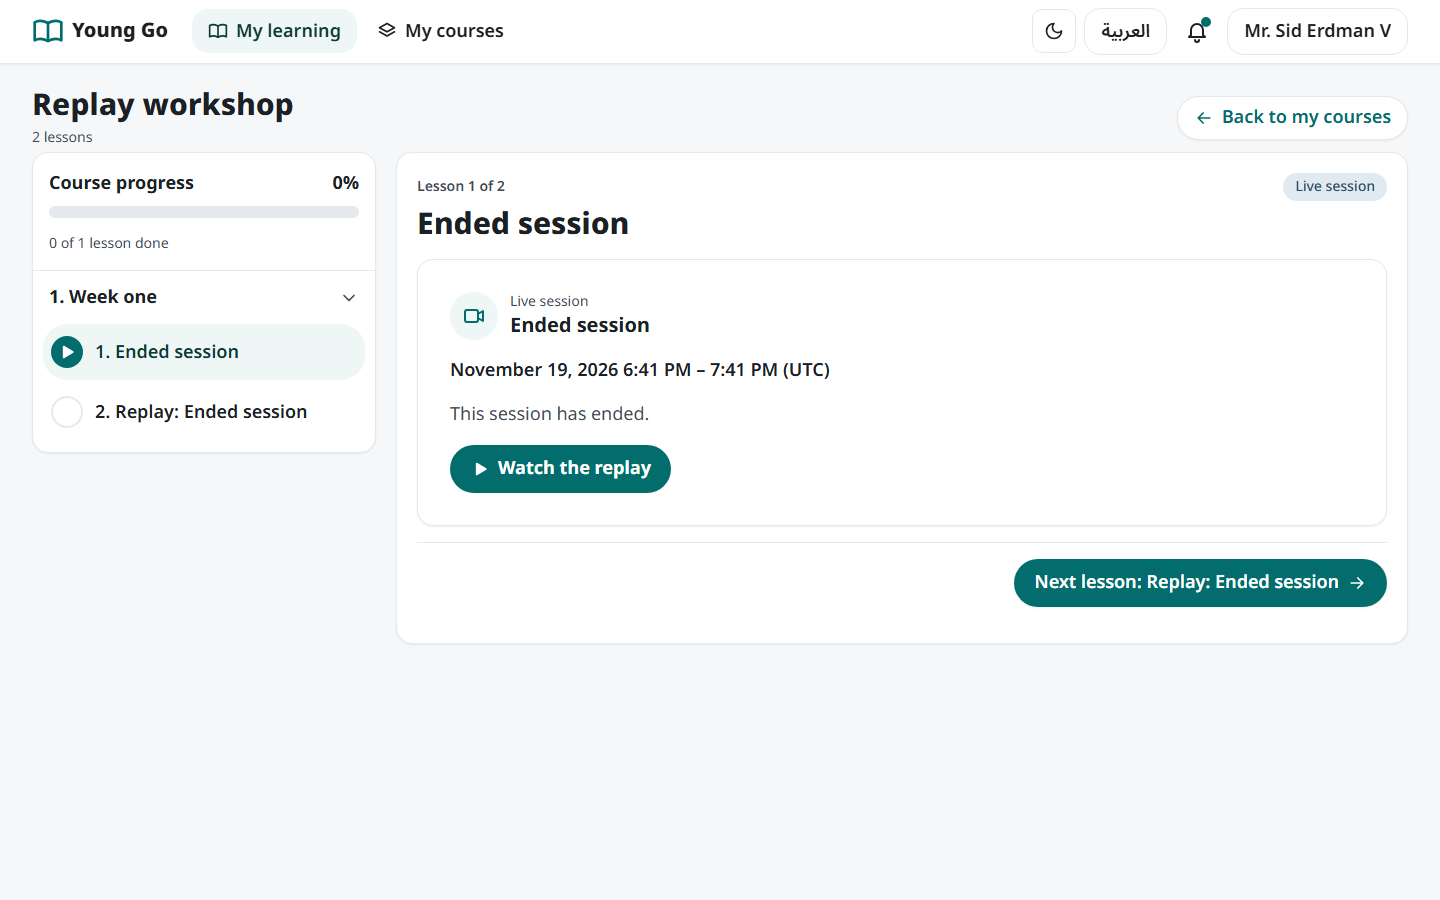 Young Go
My learning
My courses
العربية
Mr. Sid Erdman V
Replay workshop
2 lessons
Back to my courses
Course progress
0%
0 of 1 lesson done
1. Week one
1. Ended session
2. Replay: Ended session
Lesson 1 of 2
Live session
Ended session
Live session
Ended session
November 19, 2026 6:41 PM – 7:41 PM (UTC)
This session has ended.
Watch the replay
Next lesson: Replay: Ended session